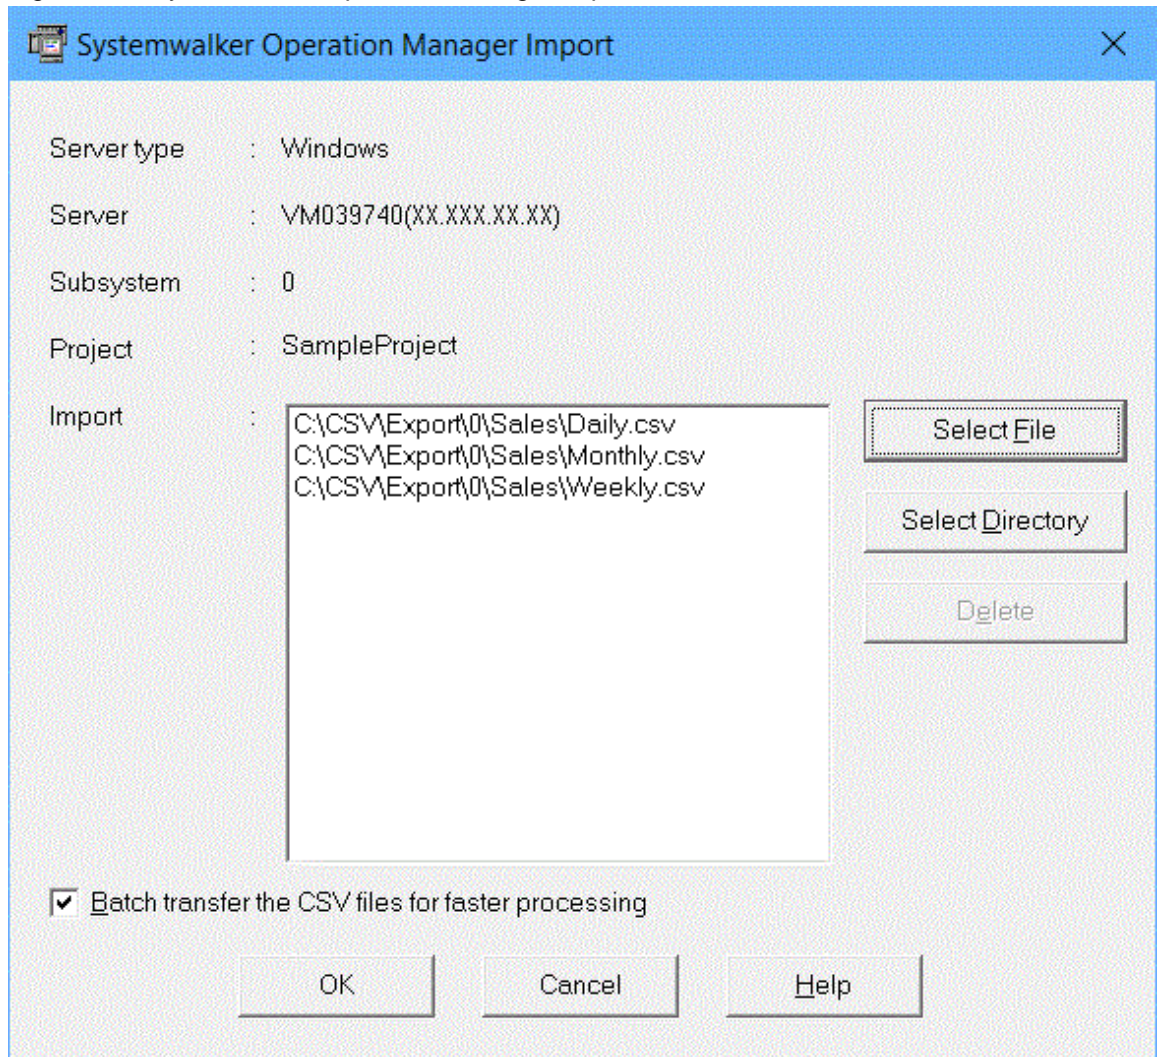 Systemwalker Operation Manager Import
Server type : Windows
Server : VM039740(XX.XXX.XX.XX)
Subsystem : 0
Project : SampleProject
Import :
C:\CSV\Export\0\Sales\Daily.csv
C:\CSV\Export\0\Sales\Monthly.csv
C:\CSV\Export\0\Sales\Weekly.csv
Select File
Select Directory
Delete
Batch transfer the CSV files for faster processing
OK Cancel Help